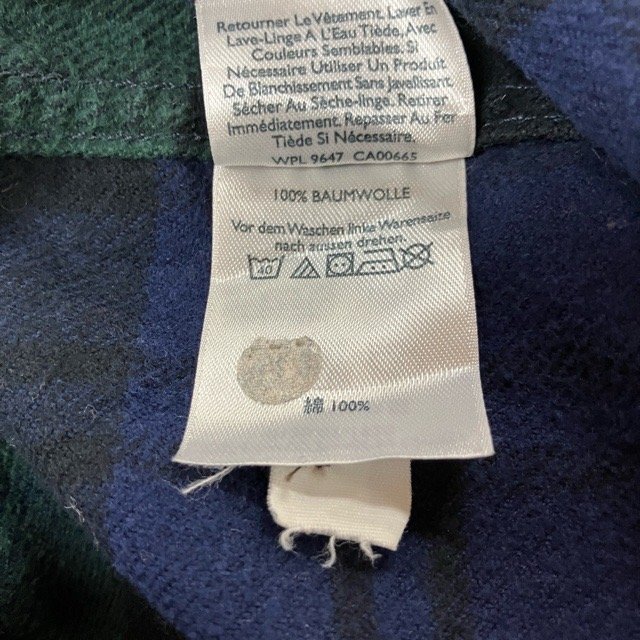 Retourner Le Vêtement. Laver En
Lave-Linge A L'Eau Tiède, Avec
Couleurs Semblables. Si
Nécessaire Utiliser Un Produit
De Blanchissement Sans Javellisant.
Sécher Au Sèche-linge. Retirer
Immédiatement. Repasser Au Fer
Tiède Si Nécessaire.
WPL 9647 CA00665
100% BAUMWOLLE
Vor dem Waschen linke Warenseite
nach aussen drehen.
40
綿 100%